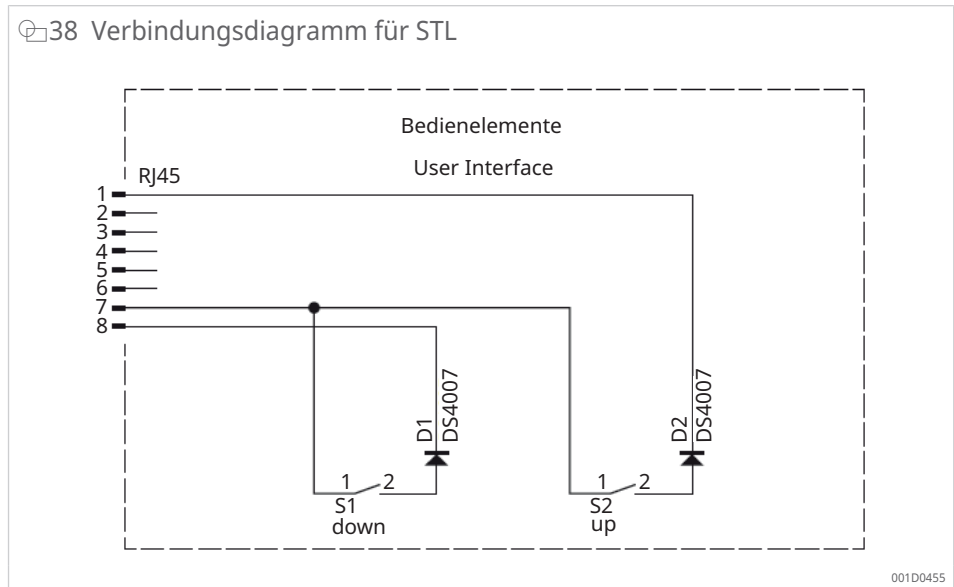 38 Verbindungsdiagramm für STL
Bedienelemente
User Interface
RJ45
1
2
3
4
5
6
7
8
D1
DS4007
D2
DS4007
1 2
S1
down
1 2
S2
up
001D0455